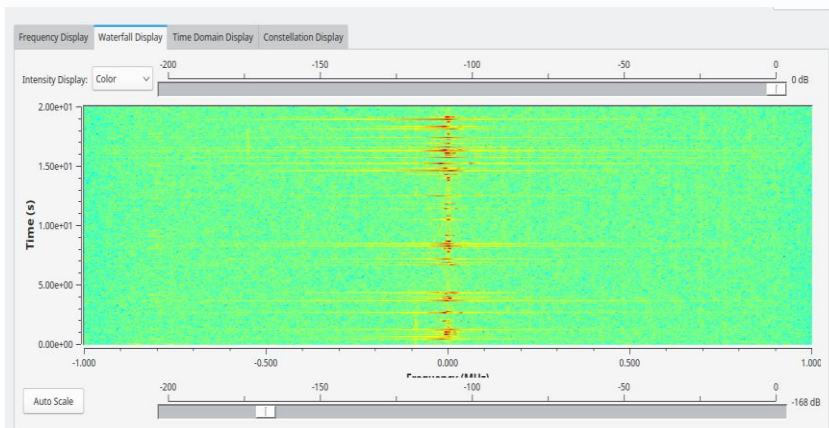 Frequency Display Waterfall Display Time Domain Display Constellation Display
-200 -150 -100 -50 0
Intensity Display: Color 0 dB
2.00e+01
1.50e+01
1.00e+01
5.00e+00
0.00e+00
Time (s)
-1.000 -0.500 0.000 0.500 1.000
Frequency (MHz)
-200 -150 -100 -50 0
Auto Scale -168 dB